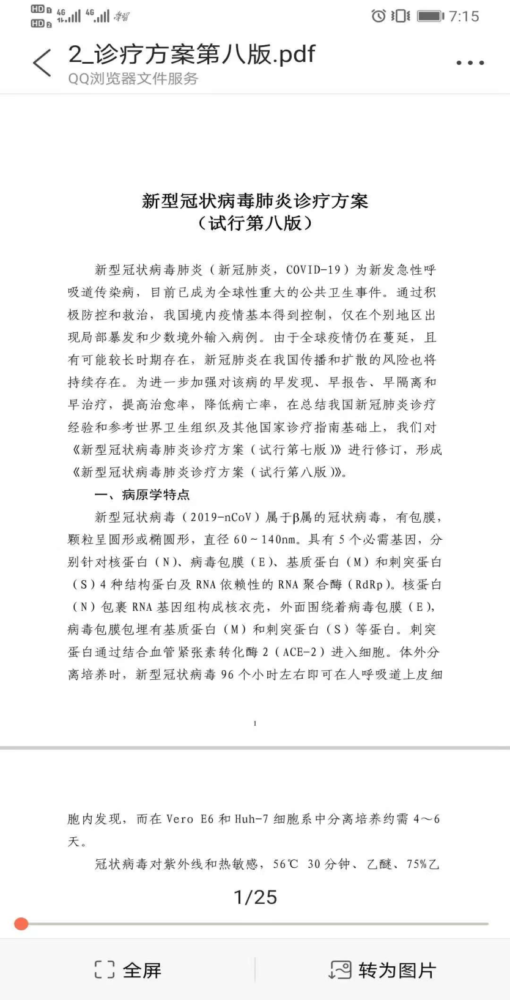 HD 1 4G 4G 学习 7:15
HD 2
2_诊疗方案第八版.pdf
QQ浏览器文件服务
新型冠状病毒肺炎诊疗方案
（试行第八版）
新型冠状病毒肺炎（新冠肺炎，COVID-19）为新发急性呼
吸道传染病，目前已成为全球性重大的公共卫生事件。通过积
极防控和救治，我国境内疫情基本得到控制，仅在个别地区出
现局部暴发和少数境外输入病例。由于全球疫情仍在蔓延，且
有可能较长时期存在，新冠肺炎在我国传播和扩散的风险也将
持续存在。为进一步加强对该病的早发现、早报告、早隔离和
早治疗，提高治愈率，降低病亡率，在总结我国新冠肺炎诊疗
经验和参考世界卫生组织及其他国家诊疗指南基础上，我们对
《新型冠状病毒肺炎诊疗方案（试行第七版）》进行修订，形成
《新型冠状病毒肺炎诊疗方案（试行第八版）》。
一、病原学特点
新型冠状病毒（2019-nCoV）属于β属的冠状病毒，有包膜，
颗粒呈圆形或椭圆形，直径 60～140nm。具有 5 个必需基因，分
别针对核蛋白（N）、病毒包膜（E）、基质蛋白（M）和刺突蛋白
（S）4 种结构蛋白及 RNA 依赖性的 RNA 聚合酶（RdRp）。核蛋白
（N）包裹 RNA 基因组构成核衣壳，外面围绕着病毒包膜（E），
病毒包膜包埋有基质蛋白（M）和刺突蛋白（S）等蛋白。刺突
蛋白通过结合血管紧张素转化酶 2（ACE-2）进入细胞。体外分
离培养时，新型冠状病毒 96 个小时左右即可在人呼吸道上皮细
1
胞内发现，而在 Vero E6 和 Huh-7 细胞系中分离培养约需 4～6
天。
冠状病毒对紫外线和热敏感，56℃ 30 分钟、乙醚、75%乙
1/25
全屏 转为图片